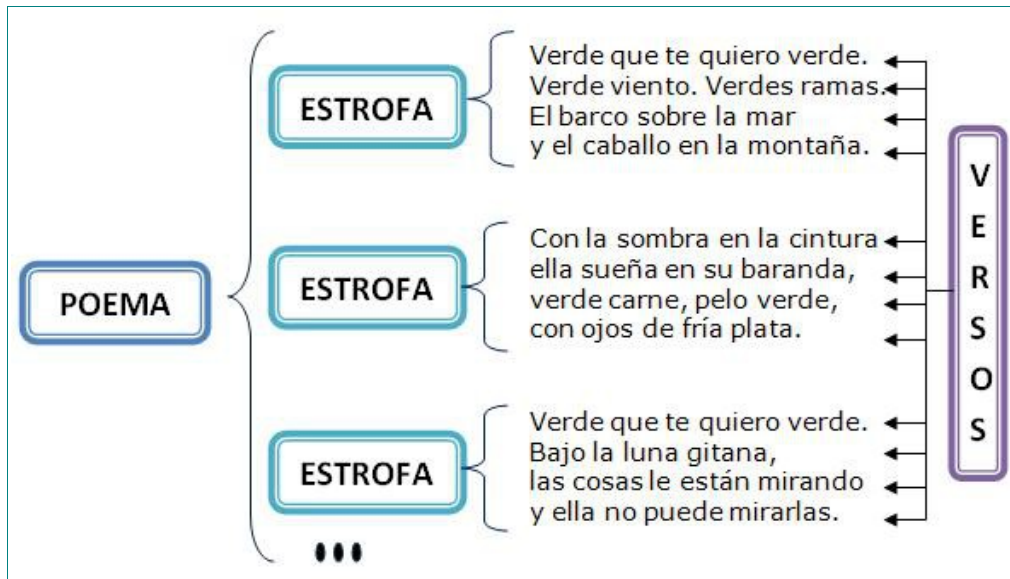 POEMA
ESTROFA
Verde que te quiero verde.
Verde viento. Verdes ramas.
El barco sobre la mar
y el caballo en la montaña.
ESTROFA
Con la sombra en la cintura
ella sueña en su baranda,
verde carne, pelo verde,
con ojos de fría plata.
ESTROFA
Verde que te quiero verde.
Bajo la luna gitana,
las cosas le están mirando
y ella no puede mirarlas.
...
VERSOS